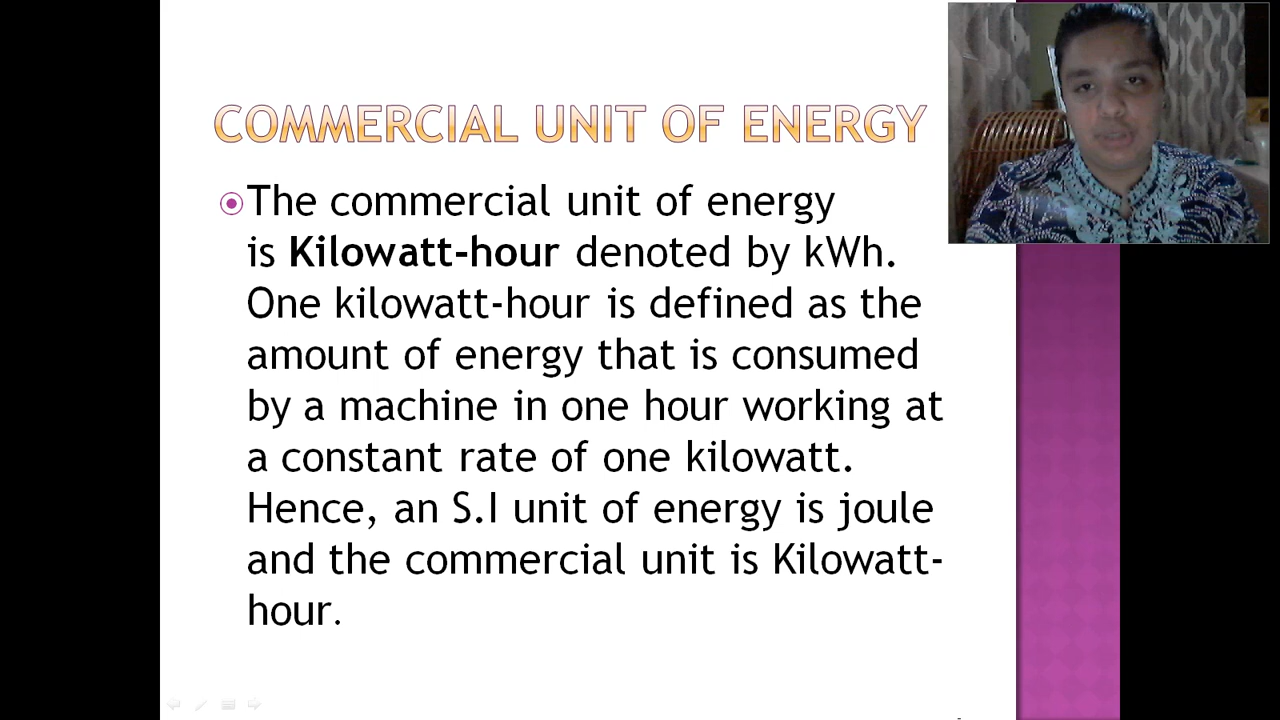 COMMERCIAL UNIT OF ENERGY
The commercial unit of energy
is Kilowatt-hour denoted by kWh.
One kilowatt-hour is defined as the
amount of energy that is consumed
by a machine in one hour working at
a constant rate of one kilowatt.
Hence, an S.I unit of energy is joule
and the commercial unit is Kilowatt-
hour.